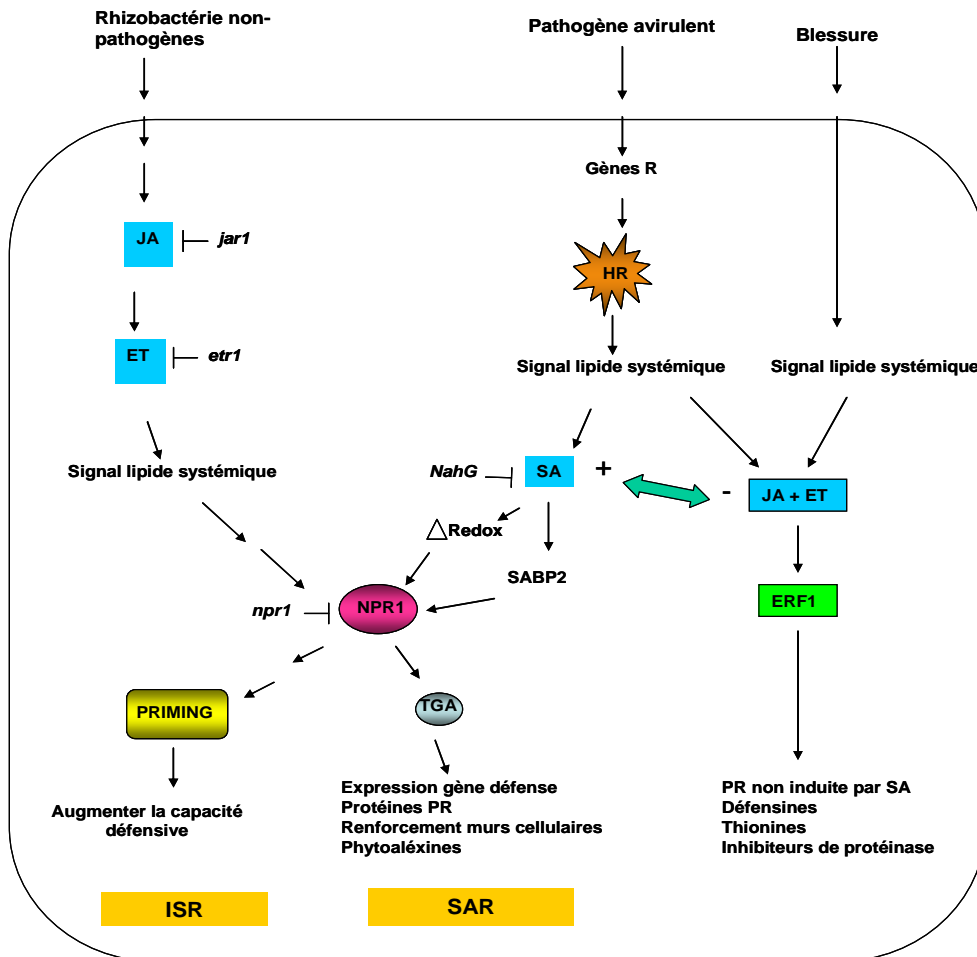 Rhizobactérie non-
pathogènes
Pathogène avirulent
Blessure
Gènes R
JA
jar1
HR
ET
etr1
Signal lipide systémique
Signal lipide systémique
Signal lipide systémique
NahG
SA
+
-
JA + ET
△Redox
SABP2
npr1
NPR1
ERF1
PRIMING
TGA
Augmenter la capacité
défensive
Expression gène défense
Protéines PR
Renforcement murs cellulaires
Phytoaléxines
PR non induite par SA
Défensines
Thionines
Inhibiteurs de protéinase
ISR
SAR